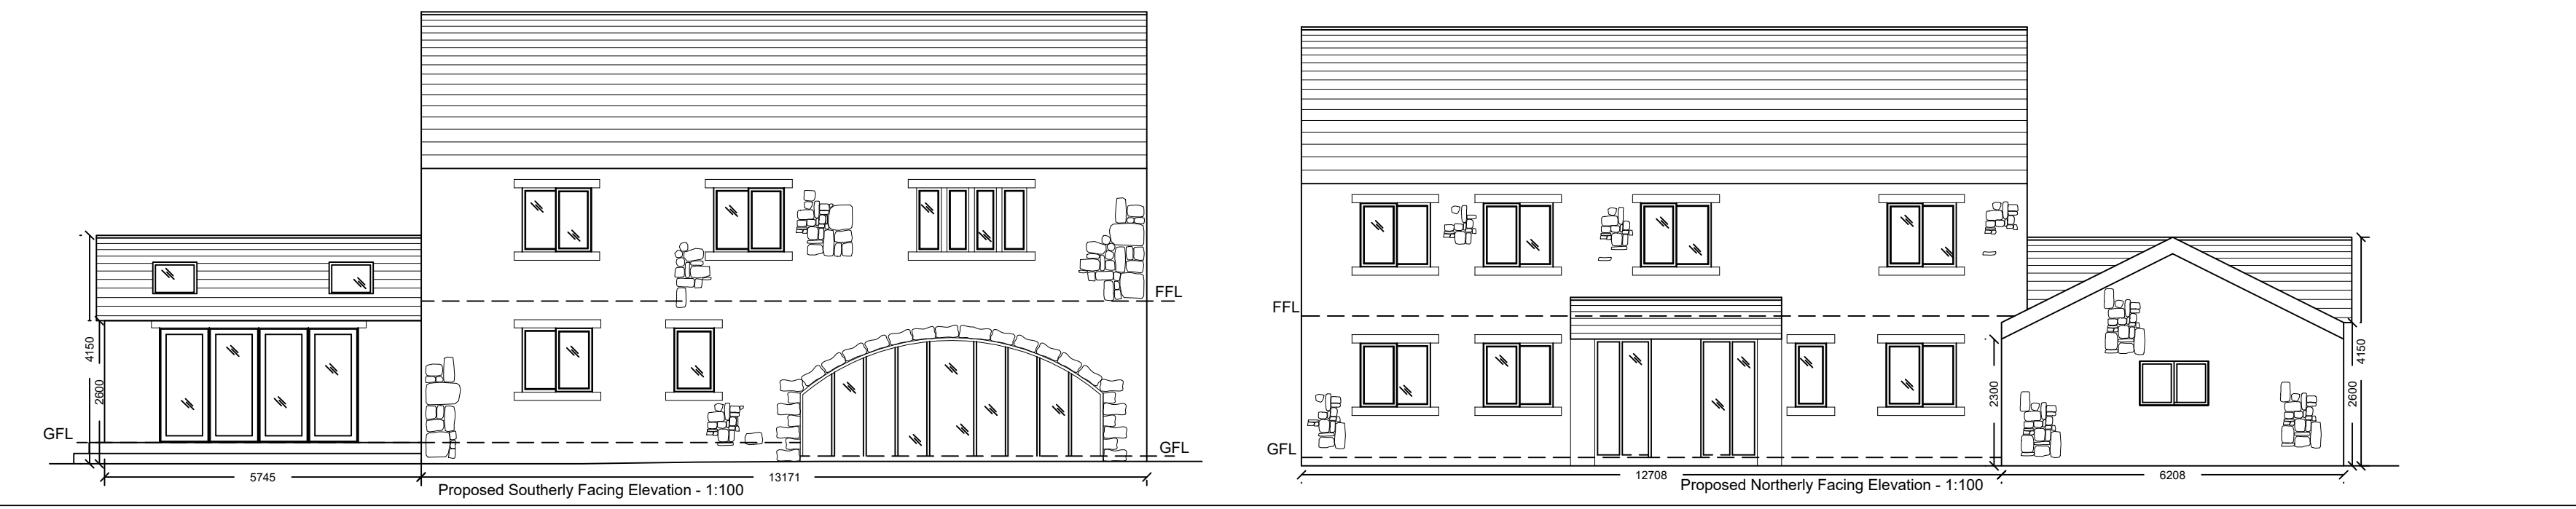 FFL
4150
2600
GFL
GFL
5745
13171
Proposed Southerly Facing Elevation - 1:100
FFL
4150
2300
2600
GFL
12708
6208
Proposed Northerly Facing Elevation - 1:100